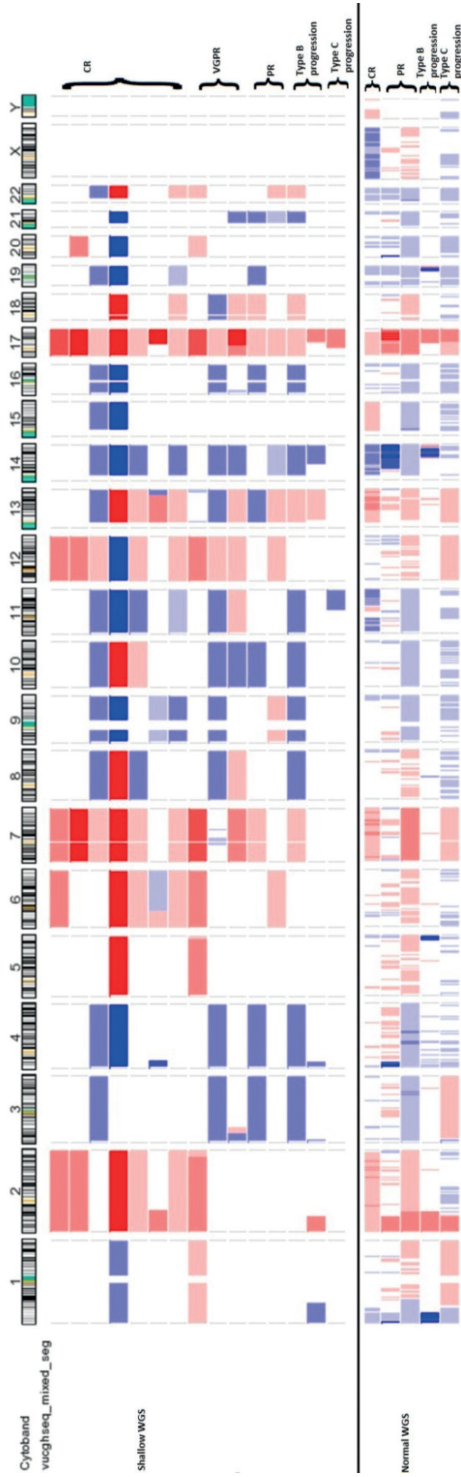 Cytoband
vucghseq_mixed_seg
1 2 3 4 5 6 7 8 9 10 11 12 13 14 15 16 17 18 19 20 21 22 X Y
Shallow WGS
CR
VGPR
PR
Type B
progression
Type C
progression
Normal WGS
CR
PR
Type B
progression
Type C
progression